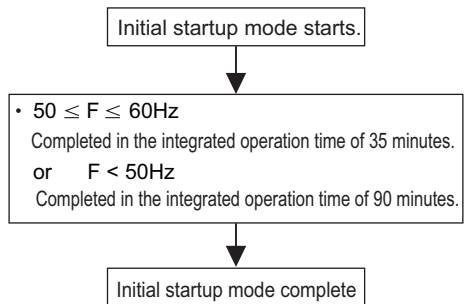 Initial startup mode starts.
• 50 ≤ F ≤ 60Hz
Completed in the integrated operation time of 35 minutes.
or F < 50Hz
Completed in the integrated operation time of 90 minutes.
Initial startup mode complete